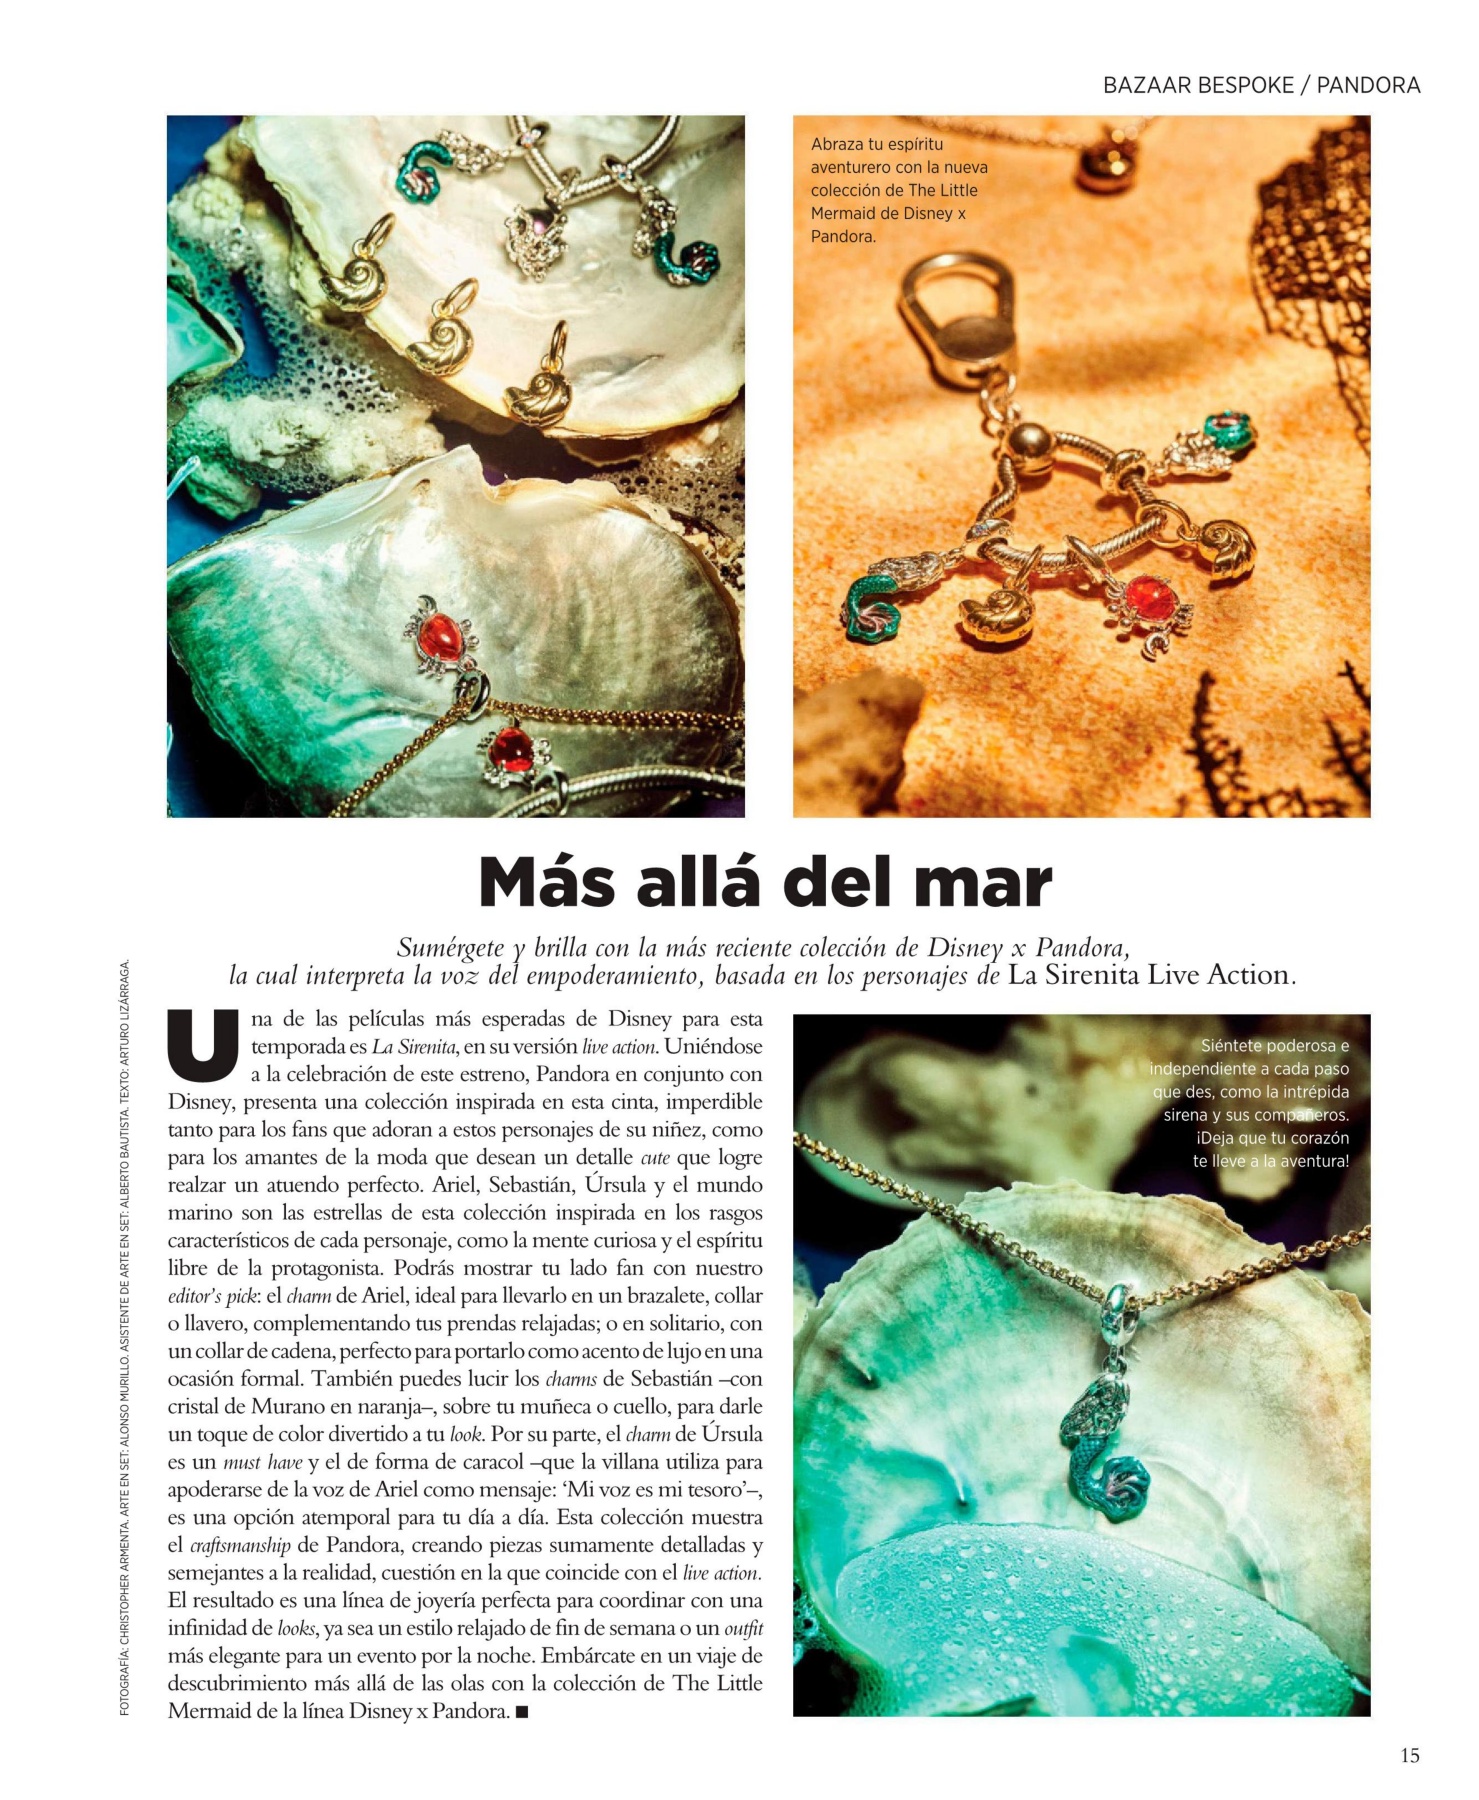 BAZAAR BESPOKE / PANDORA
Abraza tu espíritu
aventurero con la nueva
colección de The Little
Mermaid de Disney x
Pandora.
Más allá del mar
Sumérgete y brilla con la más reciente colección de Disney x Pandora,
la cual interpreta la voz del empoderamiento, basada en los personajes de La Sirenita Live Action.
Una de las películas más esperadas de Disney para esta
temporada es La Sirenita, en su versión live action. Uniéndose
a la celebración de este estreno, Pandora en conjunto con
Disney, presenta una colección inspirada en esta cinta, imperdible
tanto para los fans que adoran a estos personajes de su niñez, como
para los amantes de la moda que desean un detalle cute que logre
realzar un atuendo perfecto. Ariel, Sebastián, Úrsula y el mundo
marino son las estrellas de esta colección inspirada en los rasgos
característicos de cada personaje, como la mente curiosa y el espíritu
libre de la protagonista. Podrás mostrar tu lado fan con nuestro
editor's pick: el charm de Ariel, ideal para llevarlo en un brazalete, collar
o llavero, complementando tus prendas relajadas; o en solitario, con
un collar de cadena, perfecto para portarlo como acento de lujo en una
ocasión formal. También puedes lucir los charms de Sebastián –con
cristal de Murano en naranja–, sobre tu muñeca o cuello, para darle
un toque de color divertido a tu look. Por su parte, el charm de Úrsula
es un must have y el de forma de caracol –que la villana utiliza para
apoderarse de la voz de Ariel como mensaje: 'Mi voz es mi tesoro'–,
es una opción atemporal para tu día a día. Esta colección muestra
el craftsmanship de Pandora, creando piezas sumamente detalladas y
semejantes a la realidad, cuestión en la que coincide con el live action.
El resultado es una línea de joyería perfecta para coordinar con una
infinidad de looks, ya sea un estilo relajado de fin de semana o un outfit
más elegante para un evento por la noche. Embárcate en un viaje de
descubrimiento más allá de las olas con la colección de The Little
Mermaid de la línea Disney x Pandora. ■
Siéntete poderosa e
independiente a cada paso
que des, como la intrépida
sirena y sus compañeros.
¡Deja que tu corazón
te lleve a la aventura!
FOTOGRAFÍA: CHRISTOPHER ARMENTA. ARTE EN SET: ALONSO MURILLO. ASISTENTE DE ARTE EN SET: ALBERTO BAUTISTA. TEXTO: ARTURO LIZÁRRAGA.
15